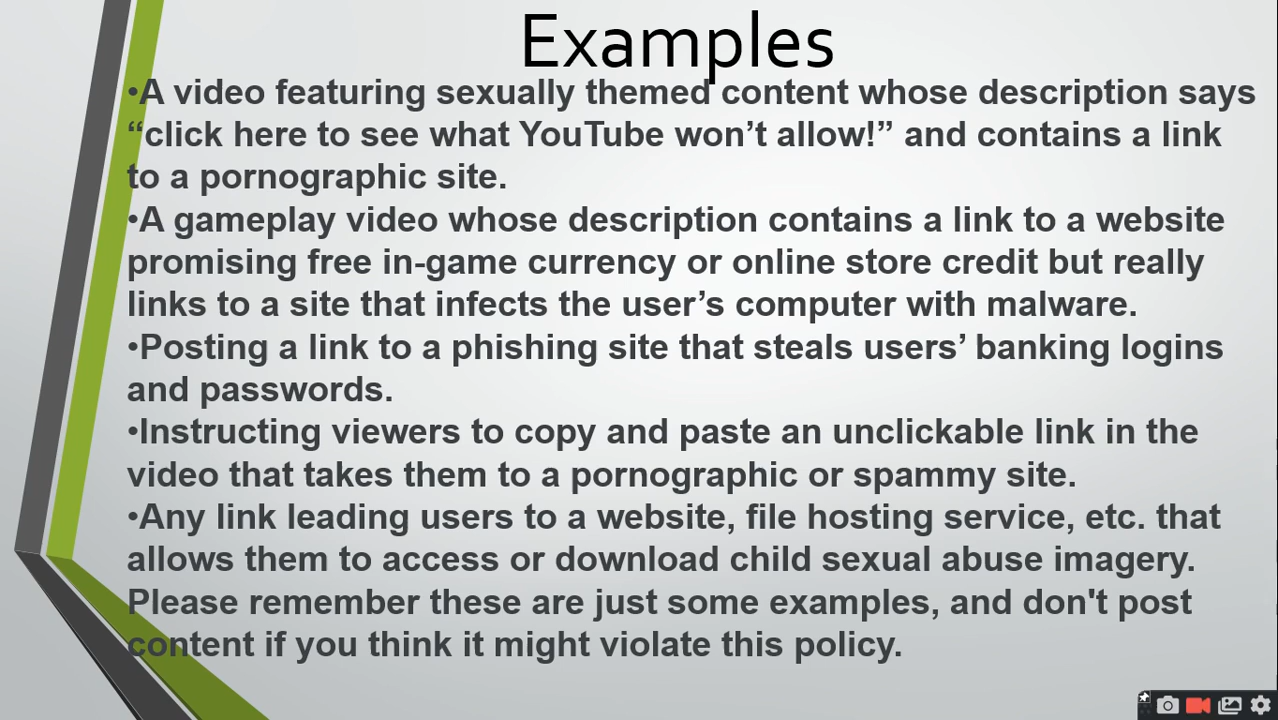 Examples
•A video featuring sexually themed content whose description says
“click here to see what YouTube won’t allow!” and contains a link
to a pornographic site.
•A gameplay video whose description contains a link to a website
promising free in-game currency or online store credit but really
links to a site that infects the user’s computer with malware.
•Posting a link to a phishing site that steals users’ banking logins
and passwords.
•Instructing viewers to copy and paste an unclickable link in the
video that takes them to a pornographic or spammy site.
•Any link leading users to a website, file hosting service, etc. that
allows them to access or download child sexual abuse imagery.
Please remember these are just some examples, and don't post
content if you think it might violate this policy.